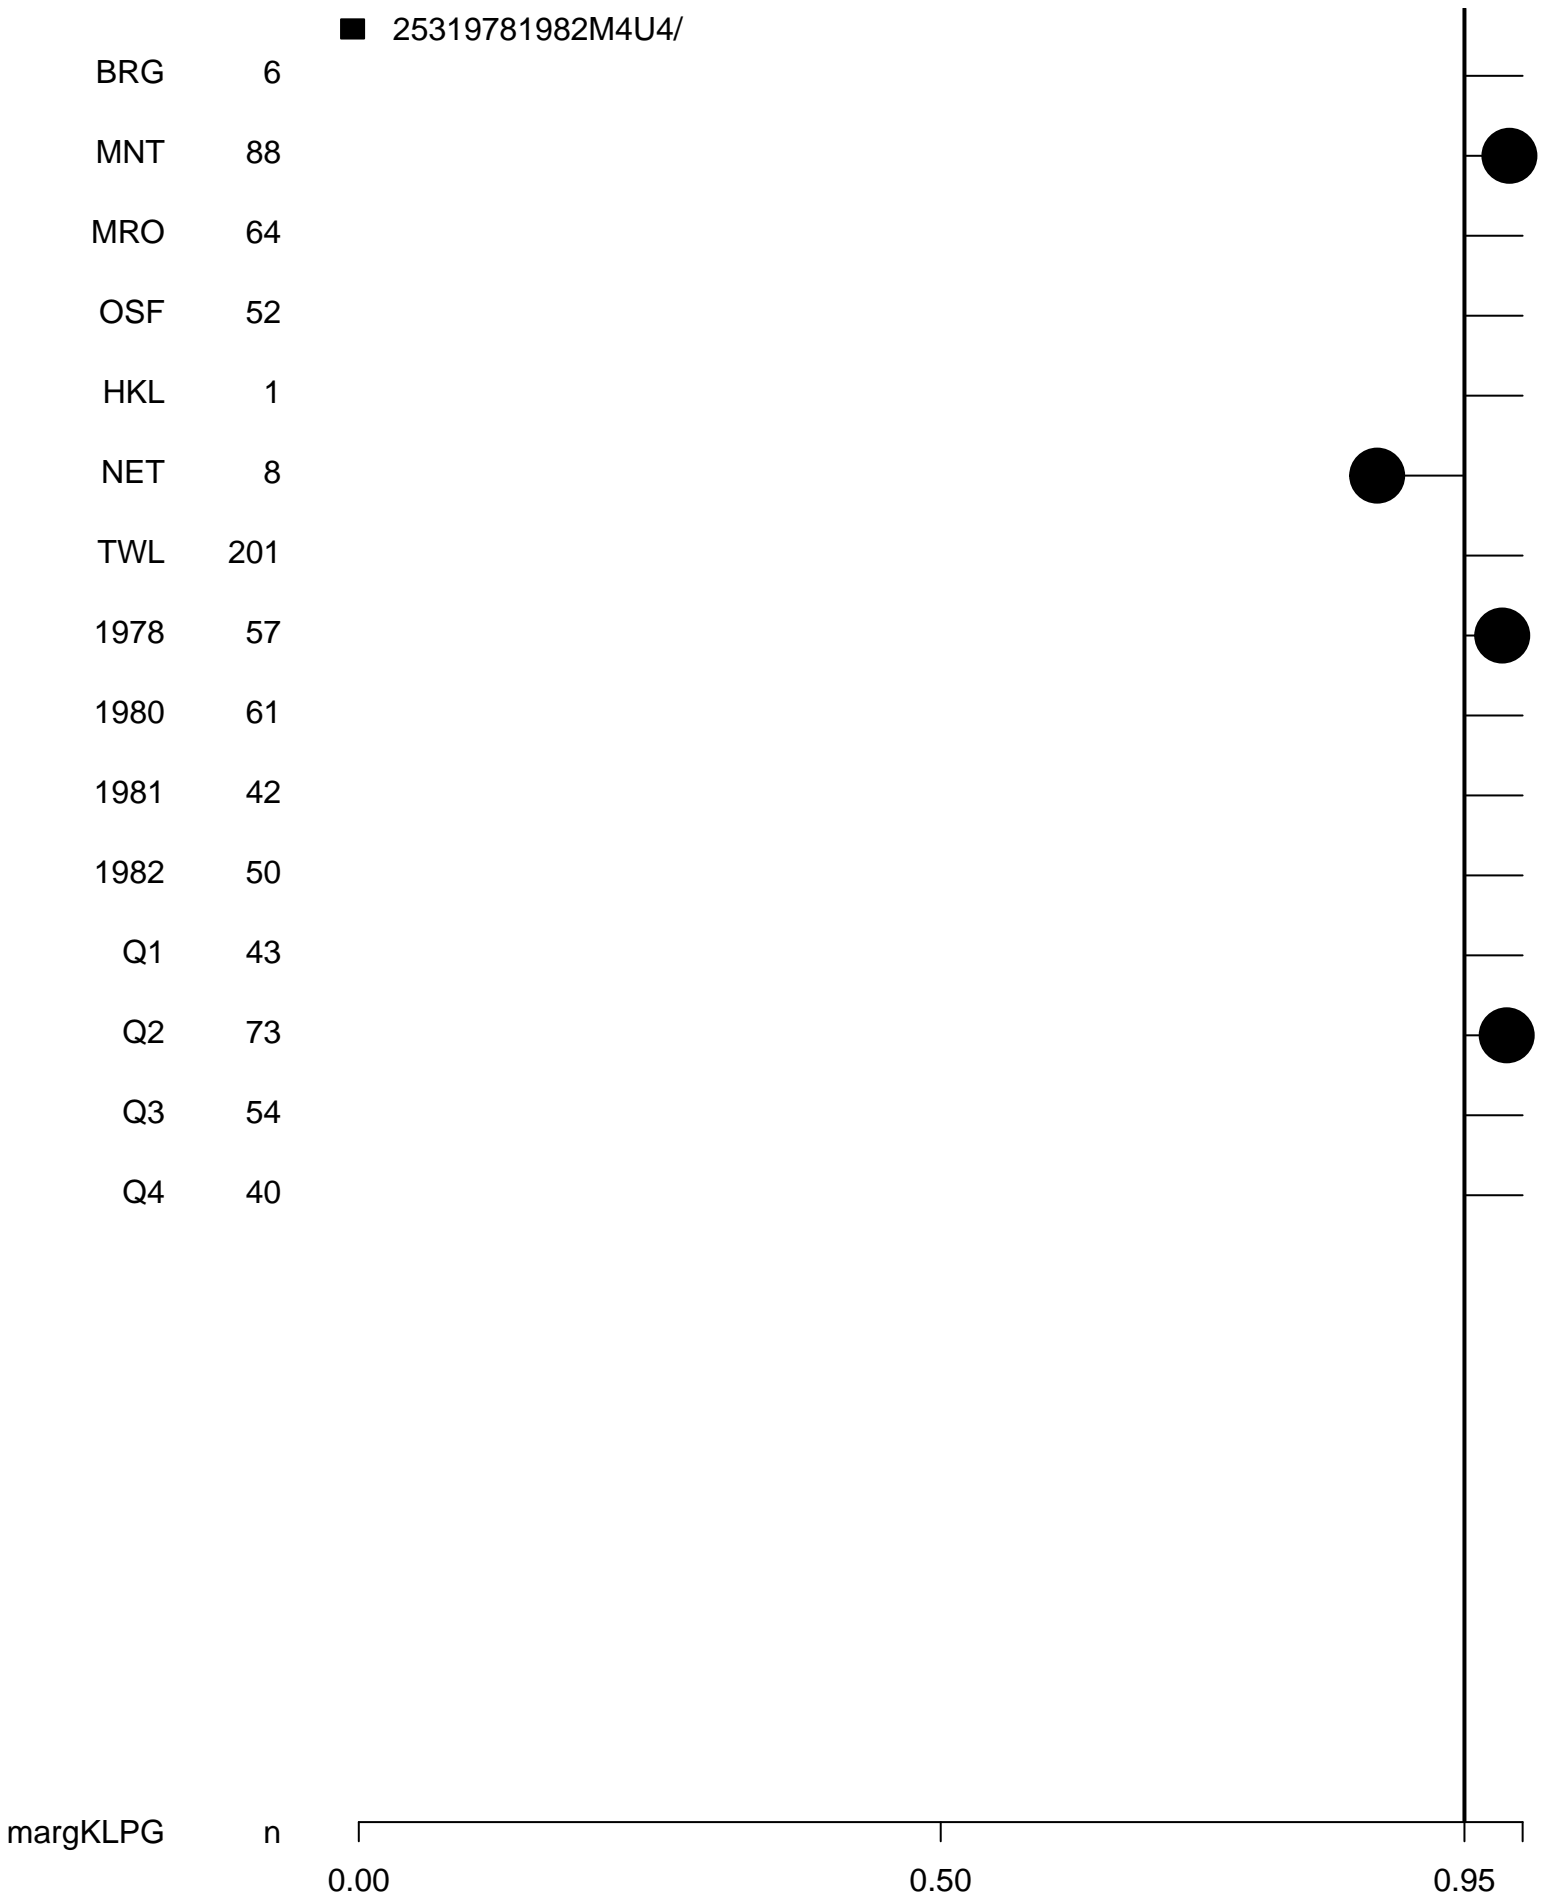 25319781982M4U4/
BRG 6
MNT 88
MRO 64
OSF 52
HKL 1
NET 8
TWL 201
1978 57
1980 61
1981 42
1982 50
Q1 43
Q2 73
Q3 54
Q4 40
margKLPG n
0.00 0.50 0.95